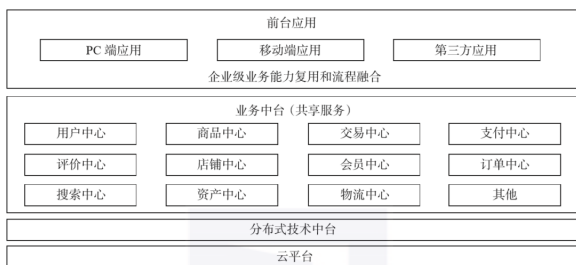 前台应用
PC 端应用 移动端应用 第三方应用
企业级业务能力复用和流程融合
业务中台（共享服务）
用户中心 商品中心 交易中心 支付中心
评价中心 店铺中心 会员中心 订单中心
搜索中心 资产中心 物流中心 其他
分布式技术中台
云平台